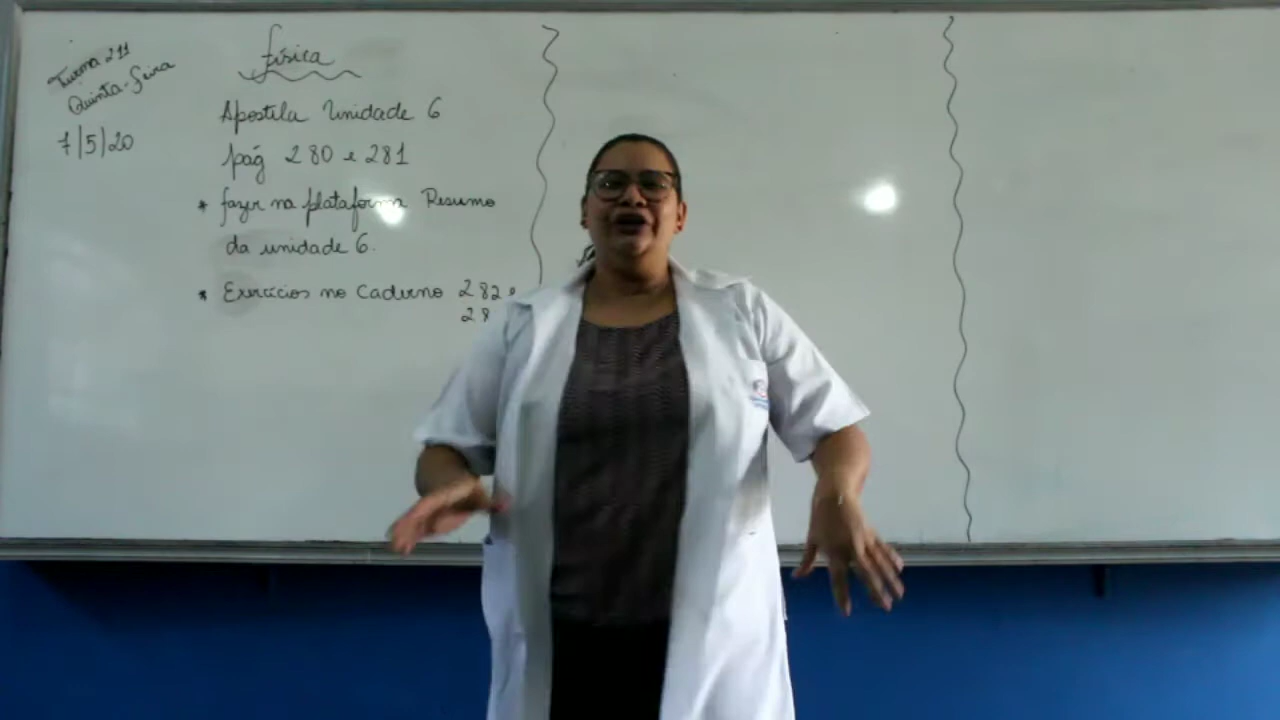 Turma 211
Quinta-feira
7/5/20
física
Apostila Unidade 6
pág 280 e 281
* fazer na plataforma Resumo
da unidade 6.
* Exercícios no Caderno 282 e
28